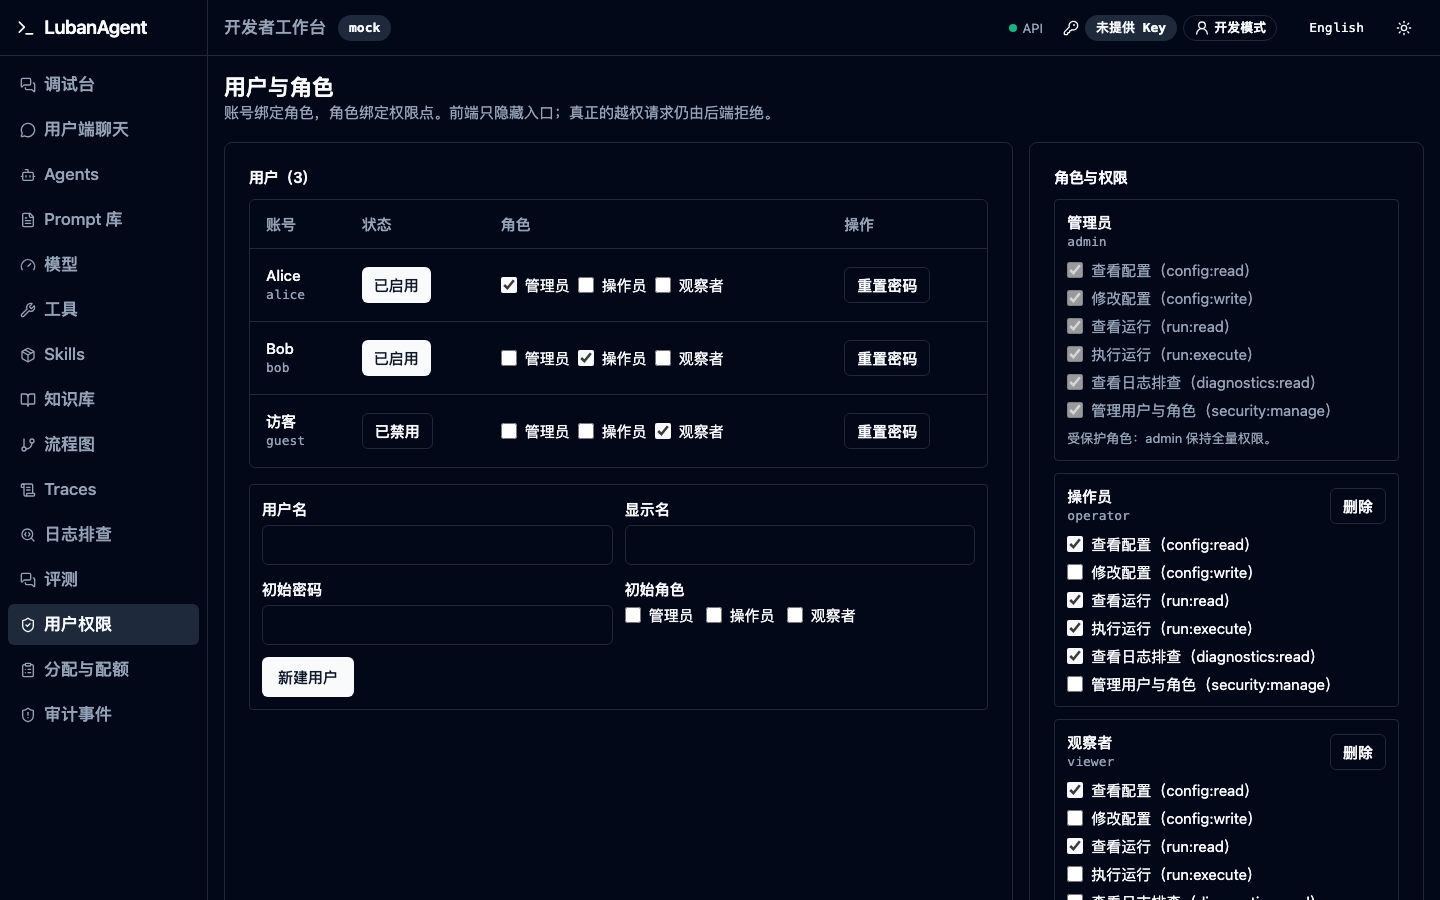 LubanAgent
开发者工作台 mock
API 未提供 Key 开发模式 English
调试台
用户端聊天
Agents
Prompt 库
模型
工具
Skills
知识库
流程图
Traces
日志排查
评测
用户权限
分配与配额
审计事件
用户与角色
账号绑定角色，角色绑定权限点。前端只隐藏入口；真正的越权请求仍由后端拒绝。
用户（3）
账号 状态 角色 操作
Alice
alice
已启用 管理员 操作员 观察者 重置密码
Bob
bob
已启用 管理员 操作员 观察者 重置密码
访客
guest
已禁用 管理员 操作员 观察者 重置密码
用户名 显示名
初始密码 初始角色
管理员 操作员 观察者
新建用户
角色与权限
管理员
admin
查看配置（config:read）
修改配置（config:write）
查看运行（run:read）
执行运行（run:execute）
查看日志排查（diagnostics:read）
管理用户与角色（security:manage）
受保护角色：admin 保持全量权限。
操作员
operator
删除
查看配置（config:read）
修改配置（config:write）
查看运行（run:read）
执行运行（run:execute）
查看日志排查（diagnostics:read）
管理用户与角色（security:manage）
观察者
viewer
删除
查看配置（config:read）
修改配置（config:write）
查看运行（run:read）
执行运行（run:execute）